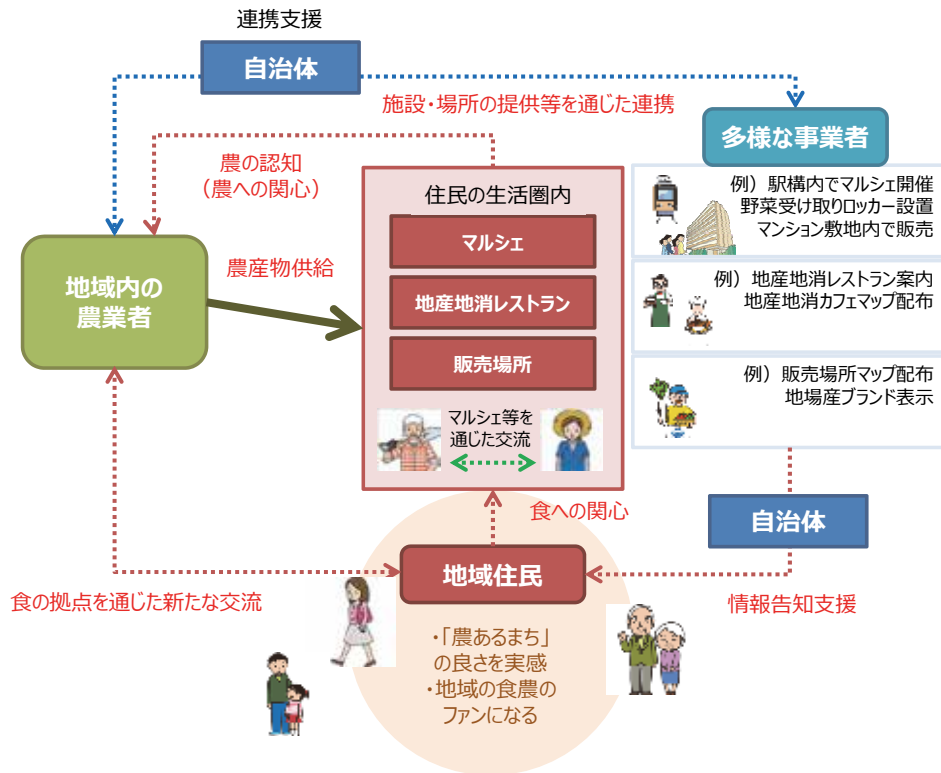 連携支援
自治体
施設・場所の提供等を通じた連携
多様な事業者
農の認知
（農への関心）
住民の生活圏内
例）駅構内でマルシェ開催
野菜受け取りロッカー設置
マンション敷地内で販売
マルシェ
農産物供給
地域内の
農業者
地産地消レストラン
例）地産地消レストラン案内
地産地消カフェマップ配布
販売場所
例）販売場所マップ配布
地場産ブランド表示
マルシェ等を
通じた交流
食への関心
自治体
地域住民
食の拠点を通じた新たな交流
情報告知支援
・「農あるまち」
の良さを実感
・地域の食農の
ファンになる